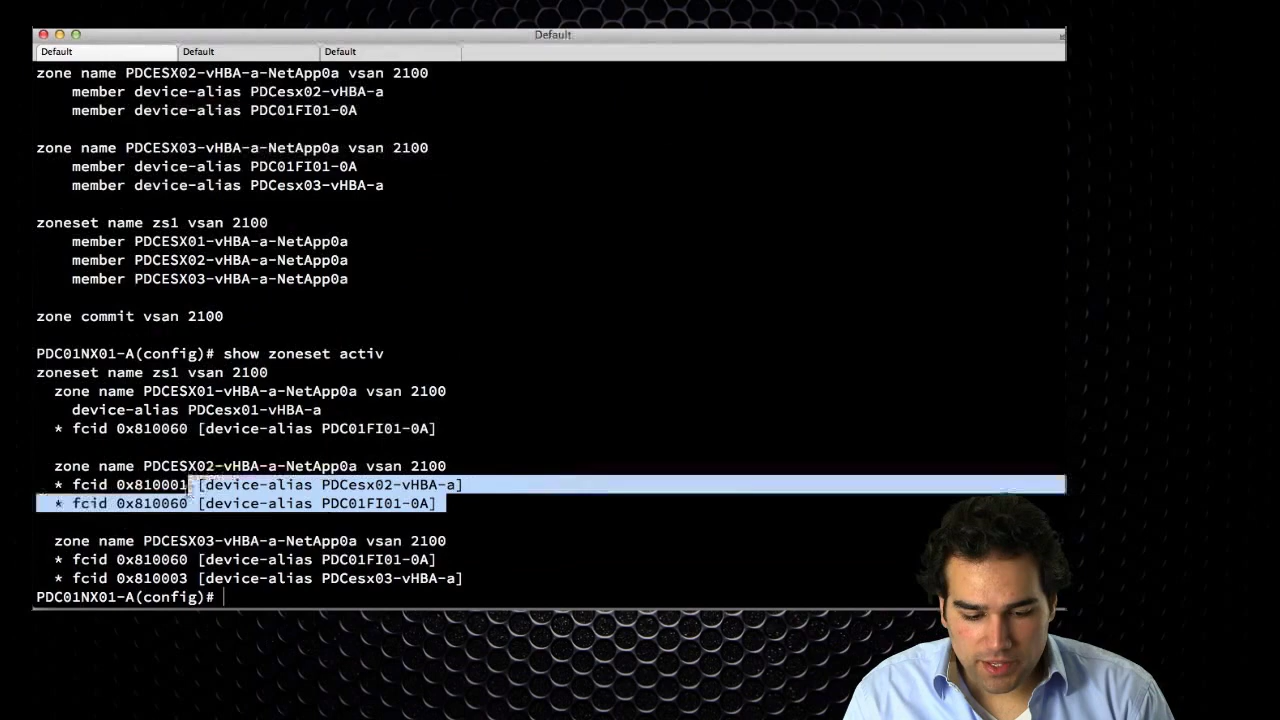 Default
Default
Default
Default
zone name PDCESX02-vHBA-a-NetApp0a vsan 2100
member device-alias PDCesx02-vHBA-a
member device-alias PDC01FI01-0A
zone name PDCESX03-vHBA-a-NetApp0a vsan 2100
member device-alias PDC01FI01-0A
member device-alias PDCesx03-vHBA-a
zoneset name zs1 vsan 2100
member PDCESX01-vHBA-a-NetApp0a
member PDCESX02-vHBA-a-NetApp0a
member PDCESX03-vHBA-a-NetApp0a
zone commit vsan 2100
PDC01NX01-A(config)# show zoneset activ
zoneset name zs1 vsan 2100
zone name PDCESX01-vHBA-a-NetApp0a vsan 2100
device-alias PDCesx01-vHBA-a
* fcid 0x810060 [device-alias PDC01FI01-0A]
zone name PDCESX02-vHBA-a-NetApp0a vsan 2100
* fcid 0x810001 [device-alias PDCesx02-vHBA-a]
* fcid 0x810060 [device-alias PDC01FI01-0A]
zone name PDCESX03-vHBA-a-NetApp0a vsan 2100
* fcid 0x810060 [device-alias PDC01FI01-0A]
* fcid 0x810003 [device-alias PDCesx03-vHBA-a]
PDC01NX01-A(config)#